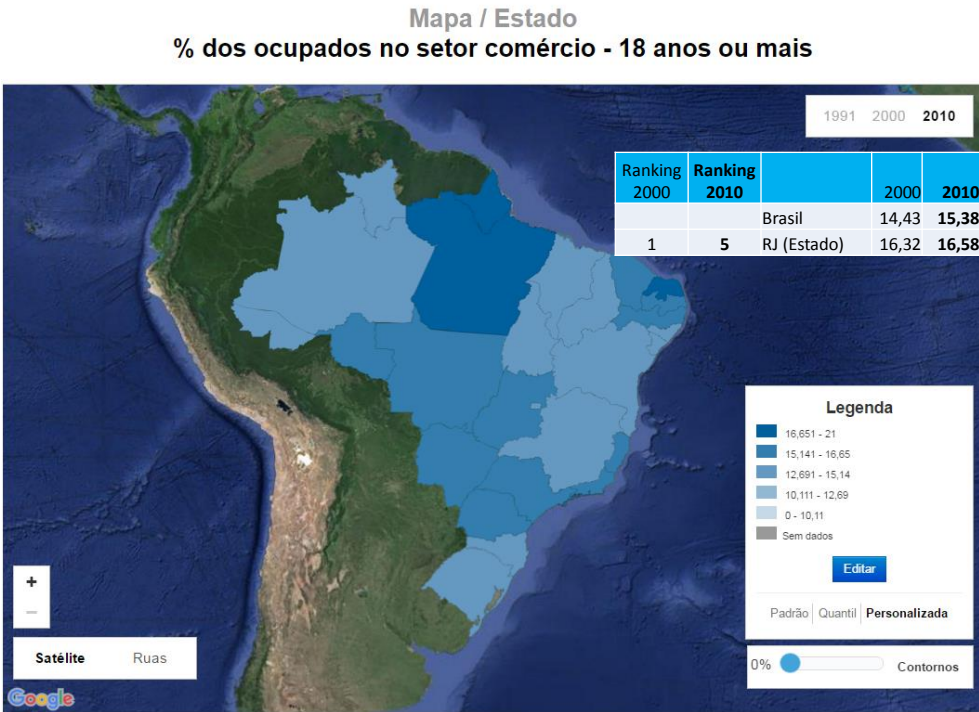 Mapa / Estado
% dos ocupados no setor comércio - 18 anos ou mais
1991 2000 2010
Ranking 2000 Ranking 2010 2000 2010
Brasil 14,43 15,38
1 5 RJ (Estado) 16,32 16,58
Legenda
16,651 - 21
15,141 - 16,65
12,691 - 15,14
10,111 - 12,69
0 - 10,11
Sem dados
Editar
Padrão Quantil Personalizada
0% Contornos
+
−
Satélite Ruas
Google